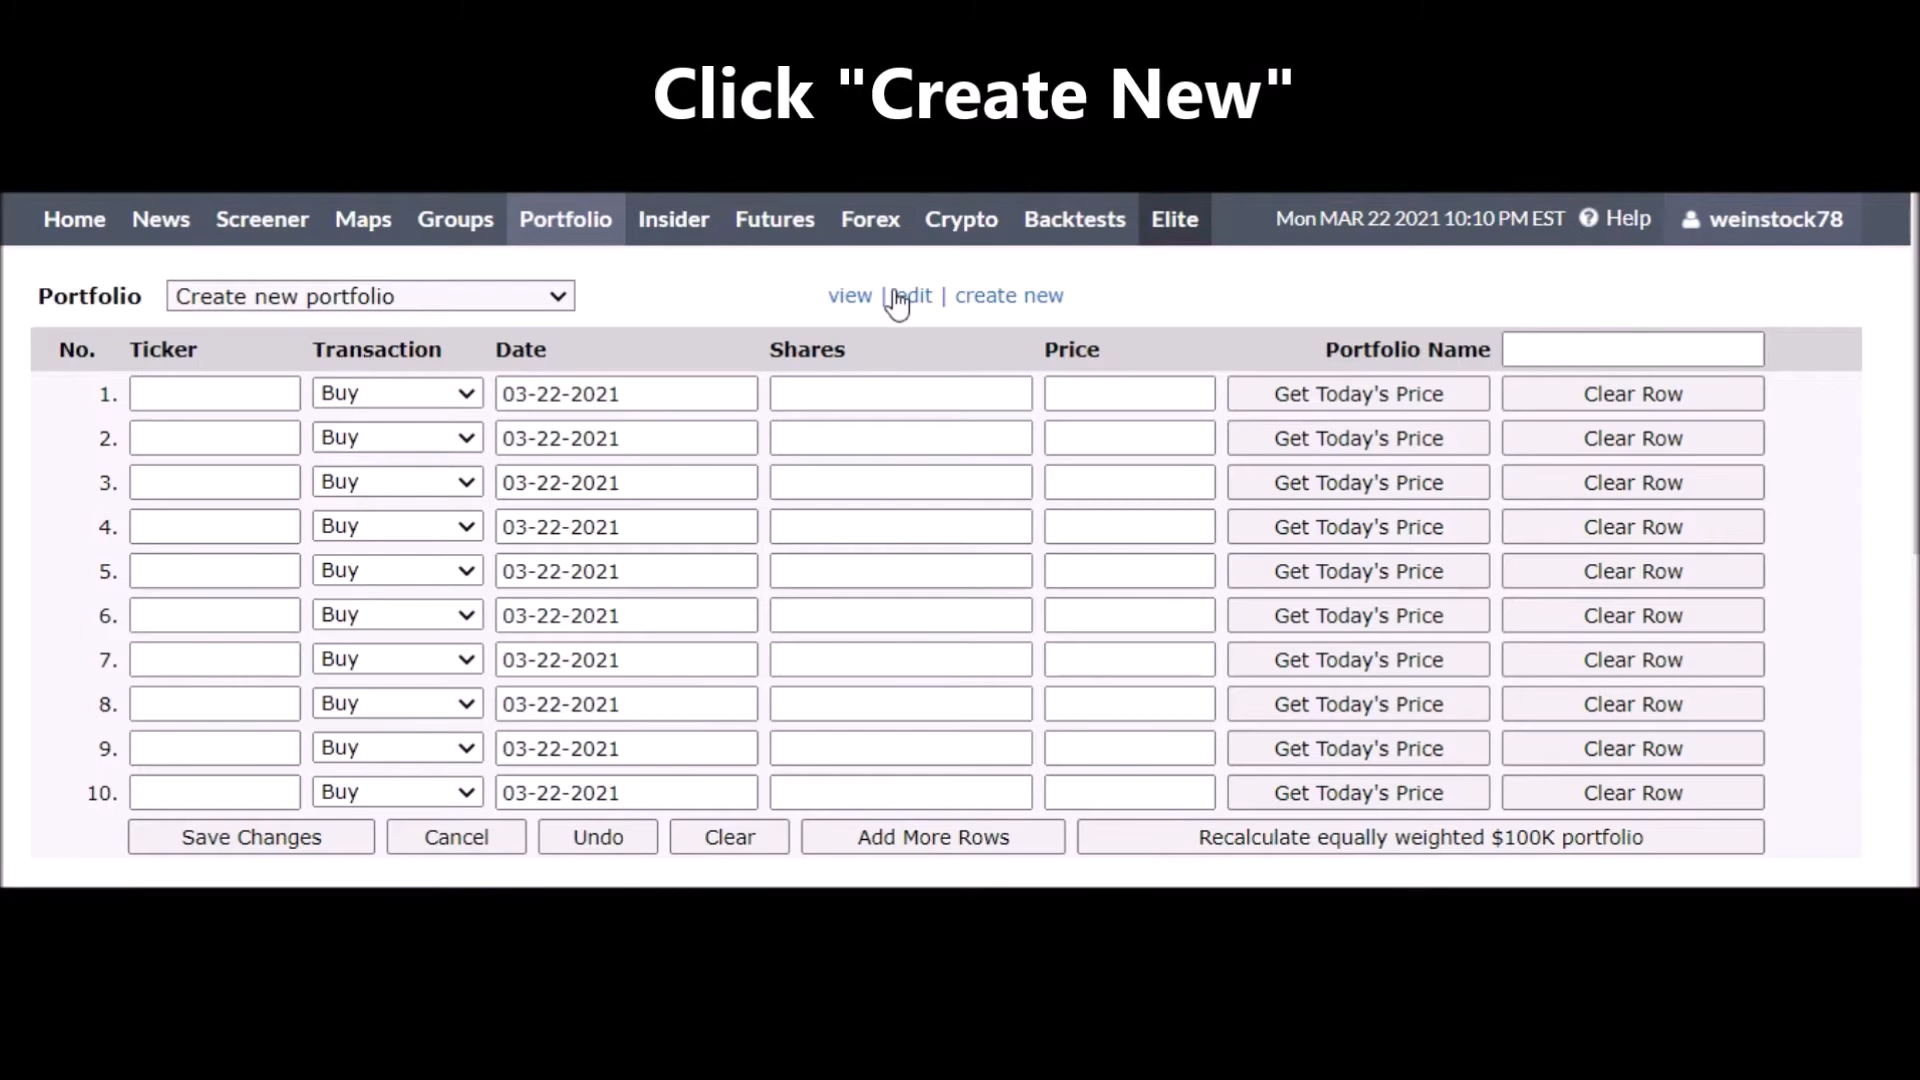 Click "Create New"
Home News Screener Maps Groups Portfolio Insider Futures Forex Crypto Backtests Elite Mon MAR 22 2021 10:10 PM EST Help weinstock78
Portfolio Create new portfolio view | edit | create new
No. Ticker Transaction Date Shares Price Portfolio Name
1. Buy 03-22-2021 Get Today's Price Clear Row
2. Buy 03-22-2021 Get Today's Price Clear Row
3. Buy 03-22-2021 Get Today's Price Clear Row
4. Buy 03-22-2021 Get Today's Price Clear Row
5. Buy 03-22-2021 Get Today's Price Clear Row
6. Buy 03-22-2021 Get Today's Price Clear Row
7. Buy 03-22-2021 Get Today's Price Clear Row
8. Buy 03-22-2021 Get Today's Price Clear Row
9. Buy 03-22-2021 Get Today's Price Clear Row
10. Buy 03-22-2021 Get Today's Price Clear Row
Save Changes Cancel Undo Clear Add More Rows Recalculate equally weighted $100K portfolio